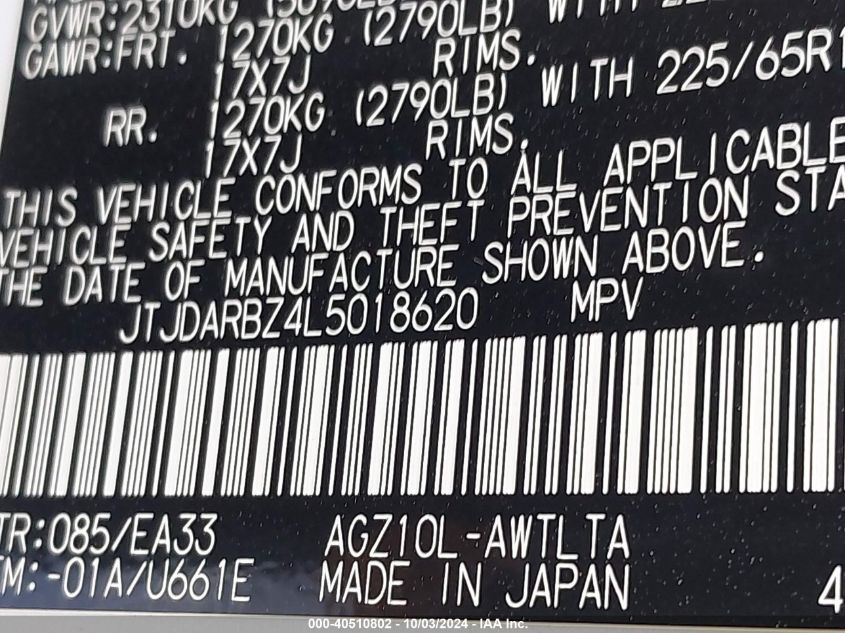 GVWR:2310KG
GAWR:FRT. 1270KG (2790LB) WITH
17X7J RIMS.
RR. 1270KG (2790LB) WITH 225/65R1
17X7J RIMS.
THIS VEHICLE CONFORMS TO ALL APPLICABLE
VEHICLE SAFETY AND THEFT PREVENTION STA
THE DATE OF MANUFACTURE SHOWN ABOVE.
JTJDARBZ4L5018620 MPV
TR:085/EA33 AGZ10L-AWTLTA
TM:-01A/U661E MADE IN JAPAN 4
000-40510802 - 10/03/2024 - IAA Inc.